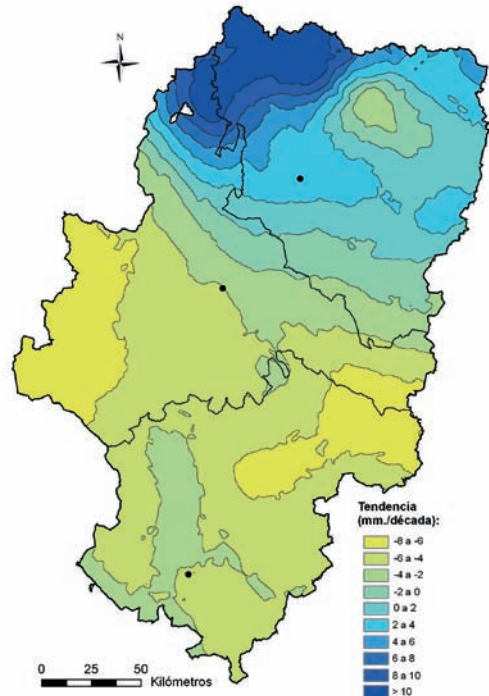 N
Tendencia
(mm./década):
-8 a -6
-6 a -4
-4 a -2
-2 a 0
0 a 2
2 a 4
4 a 6
6 a 8
8 a 10
>10
0 25 50
Kilómetros